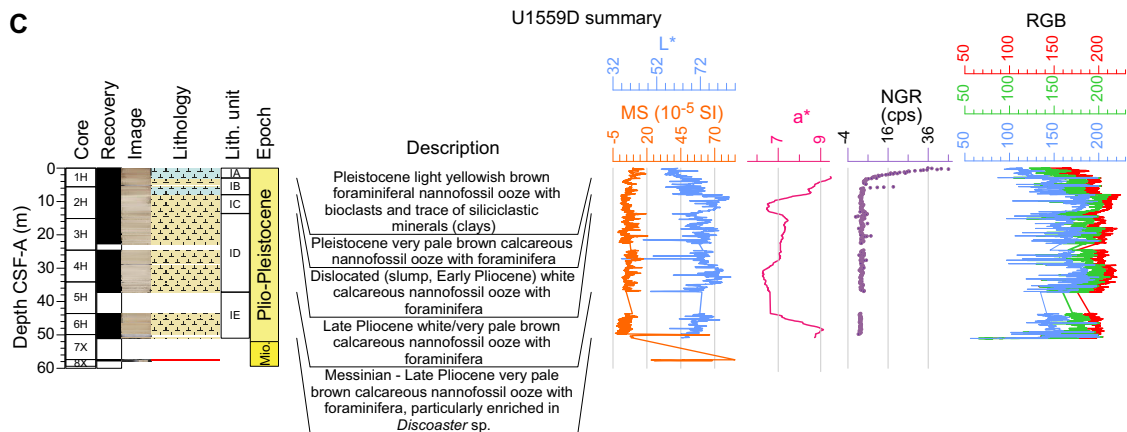 C
U1559D summary
RGB
50 100 150 200
50 100 150 200
50 100 150 200
L*
32 52 72
MS (10-5 SI)
-5 20 45 70
a*
7 9
NGR
(cps)
-4 16 36
Core
Recovery
Image
Lithology
Lith. unit
Epoch
Description
Depth CSF-A (m)
0
10
20
30
40
50
60
1H
2H
3H
4H
5H
6H
7X
8X
IA
IB
IC
ID
IE
Plio-Pleistocene
Mio.
Pleistocene light yellowish brown
foraminiferal nannofossil ooze with
bioclasts and trace of siliciclastic
minerals (clays)
Pleistocene very pale brown calcareous
nannofossil ooze with foraminifera
Dislocated (slump, Early Pliocene) white
calcareous nannofossil ooze with
foraminifera
Late Pliocene white/very pale brown
calcareous nannofossil ooze with
foraminifera
Messinian - Late Pliocene very pale
brown calcareous nannofossil ooze with
foraminifera, particularly enriched in
Discoaster sp.